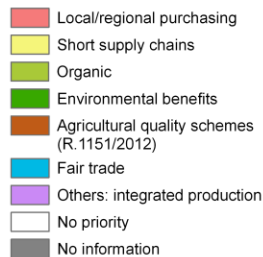 Local/regional purchasing
Short supply chains
Organic
Environmental benefits
Agricultural quality schemes
(R.1151/2012)
Fair trade
Others: integrated production
No priority
No information